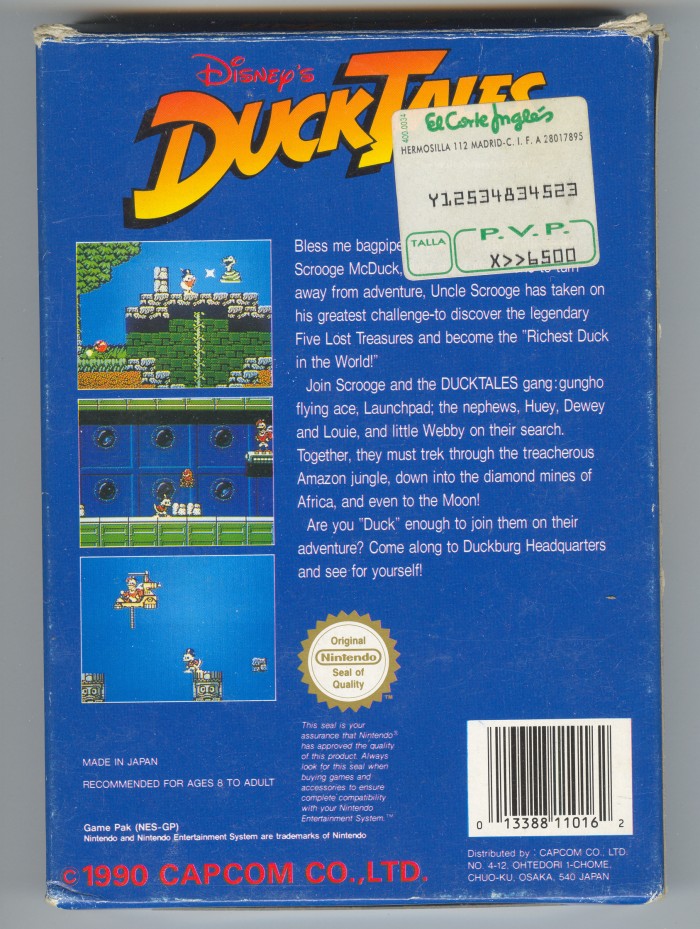 Disney's
DUCKTALES
400.0034
El Corte Inglés
HERMOSILLA 112 MADRID-C. I. F. A 28017895
Y12534834523
TALLA
P.V.P.
X>>6500
Bless me bagpipe
Scrooge McDuck,
to turn
away from adventure, Uncle Scrooge has taken on
his greatest challenge-to discover the legendary
Five Lost Treasures and become the "Richest Duck
in the World!"
Join Scrooge and the DUCKTALES gang:gungho
flying ace, Launchpad; the nephews, Huey, Dewey
and Louie, and little Webby on their search.
Together, they must trek through the treacherous
Amazon jungle, down into the diamond mines of
Africa, and even to the Moon!
Are you "Duck" enough to join them on their
adventure? Come along to Duckburg Headquarters
and see for yourself!
Original
Nintendo
Seal of
Quality
TM
This seal is your
assurance that Nintendo®
has approved the quality
of this product. Always
look for this seal when
buying games and
accessories to ensure
complete compatibility
with your Nintendo
Entertainment System.™
MADE IN JAPAN
RECOMMENDED FOR AGES 8 TO ADULT
Game Pak (NES-GP)
Nintendo and Nintendo Entertainment System are trademarks of Nintendo
© 1990 CAPCOM CO.,LTD.
0 13388 11016 2
Distributed by : CAPCOM CO. LTD.
NO. 4-12, OHTEDORI 1-CHOME,
CHUO-KU, OSAKA, 540 JAPAN